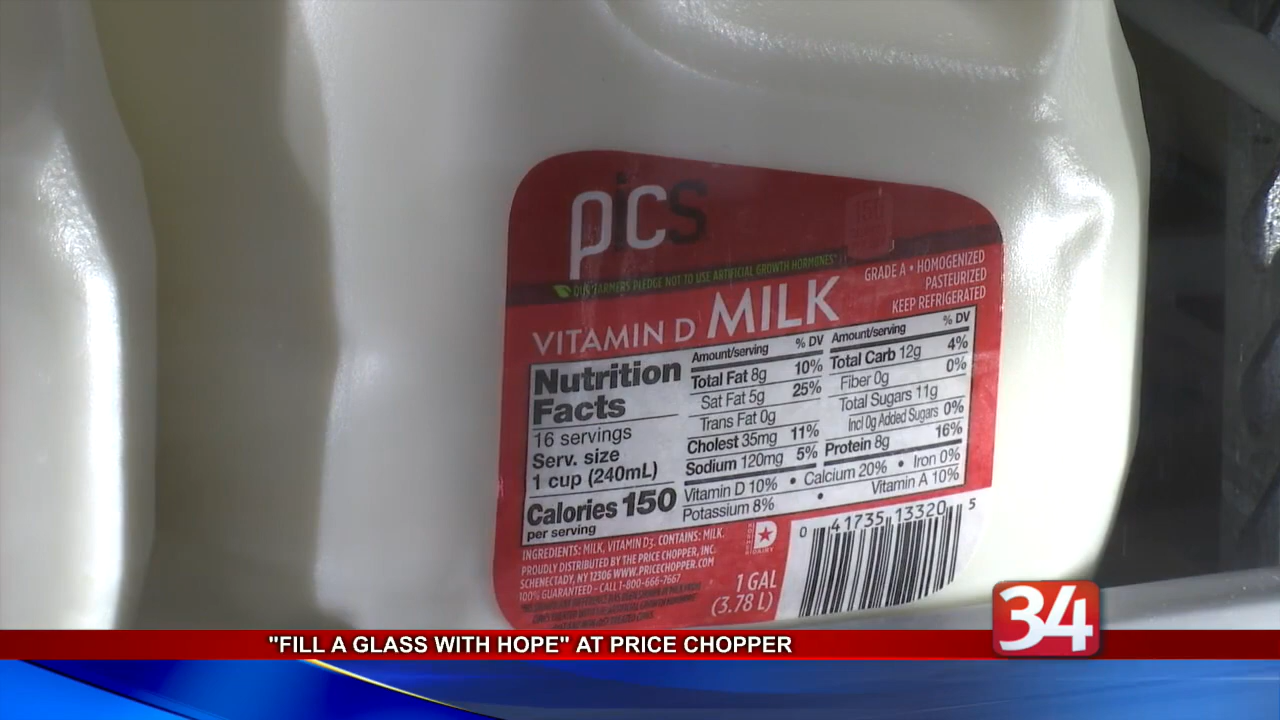 pics
150
OUR FARMERS PLEDGE NOT TO USE ARTIFICIAL GROWTH HORMONES*
GRADE A • HOMOGENIZED
PASTEURIZED
KEEP REFRIGERATED
VITAMIN D MILK
Nutrition
Facts
16 servings
Serv. size
1 cup (240mL)
Calories 150
per serving
Amount/serving % DV
Total Fat 8g 10%
Sat Fat 5g 25%
Trans Fat 0g
Cholest 35mg 11%
Sodium 120mg 5%
Amount/serving % DV
Total Carb 12g 4%
Fiber 0g 0%
Total Sugars 11g
Incl 0g Added Sugars 0%
Protein 8g 16%
Vitamin D 10% • Calcium 20% • Iron 0%
Potassium 8% • Vitamin A 10%
INGREDIENTS: MILK, VITAMIN D3. CONTAINS: MILK.
PROUDLY DISTRIBUTED BY THE PRICE CHOPPER, INC.
SCHENECTADY, NY 12306 WWW.PRICECHOPPER.COM
100% GUARANTEED - CALL 1-800-666-7667
D
DAIRY
1 GAL
(3.78 L)
0 41735 13320 5
34
"FILL A GLASS WITH HOPE" AT PRICE CHOPPER